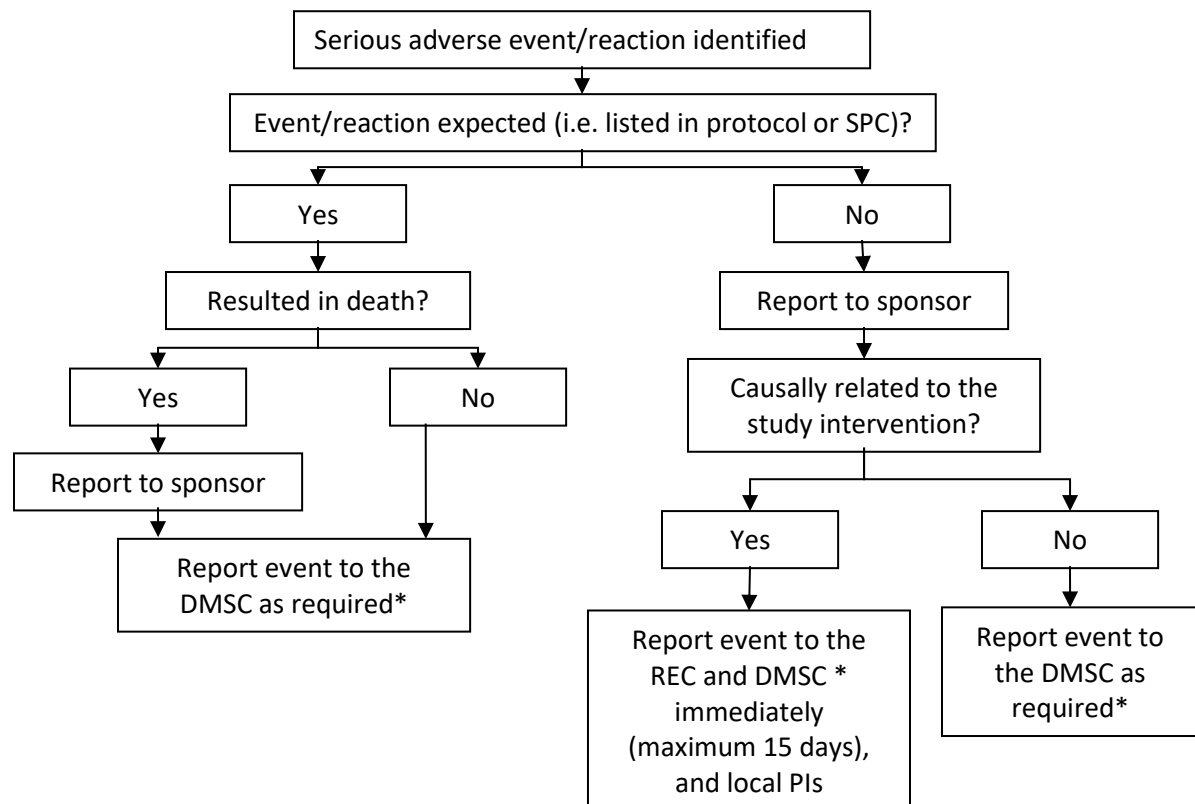 Serious adverse event/reaction identified
Event/reaction expected (i.e. listed in protocol or SPC)?
Yes
No
Resulted in death?
Report to sponsor
Yes
No
Causally related to the
study intervention?
Report to sponsor
Yes
No
Report event to the
DMSC as required*
Report event to the
REC and DMSC *
immediately
(maximum 15 days),
and local PIs
Report event to
the DMSC as
required*